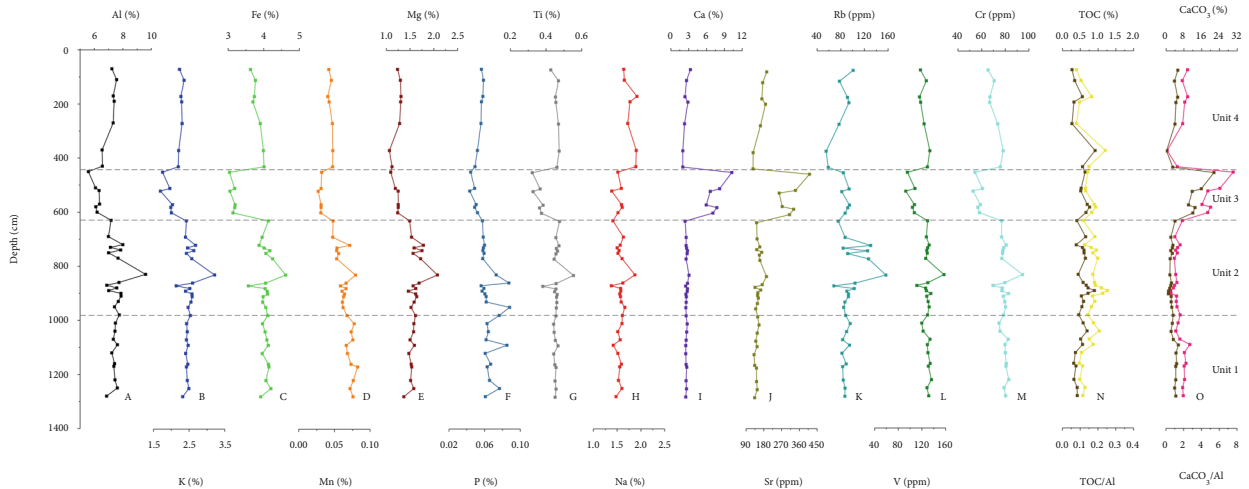 Al (%) Fe (%) Mg (%) Ti (%) Ca (%) Rb (ppm) Cr (ppm) TOC (%) CaCO3 (%)
6 8 10 3 4 5 1.5 2.0 2.5 3.0 0.2 0.4 0.6 0 3 6 9 12 40 80 120 160 40 60 80 100 0 0.5 1.0 1.5 2.0 0 8 16 24 32
0
200
Unit 4
400
Unit 3
600
Depth (cm)
Unit 2
800
1000
Unit 1
1200
A B C D E F G H I J K L M N O
1400
1.5 2.5 3.5 0.00 0.05 0.10 0.02 0.06 0.10 1.0 1.5 2.0 2.5 90 180 270 360 450 40 80 120 160 0.0 0.1 0.2 0.3 0.4 0 2 4 6 8
K (%) Mn (%) P (%) Na (%) Sr (ppm) V (ppm) TOC/Al CaCO3/Al